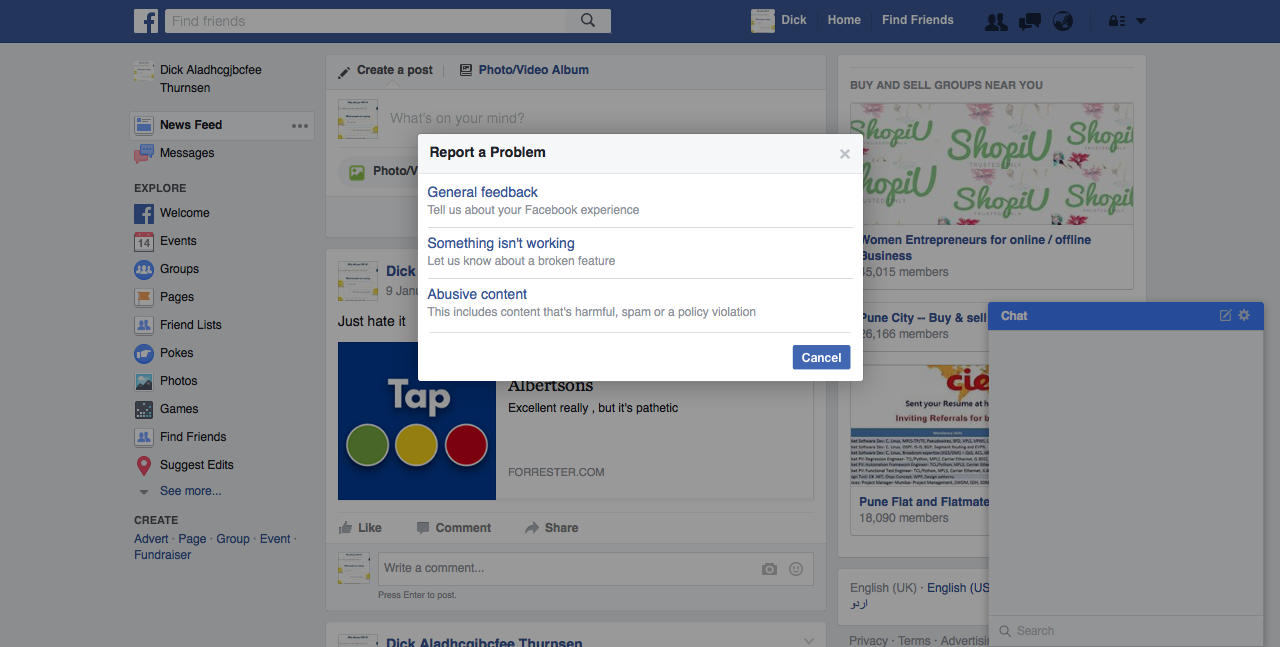 Find friends
Dick
Home
Find Friends
Dick Aladhcgjbcfee
Thurnsen
News Feed
Messages
EXPLORE
Welcome
14
Events
Groups
Pages
Friend Lists
Pokes
Photos
Games
Find Friends
Suggest Edits
See more...
CREATE
Advert · Page · Group · Event ·
Fundraiser
Create a post
Photo/Video Album
What's on your mind?
Photo/V
Report a Problem
General feedback
Tell us about your Facebook experience
Something isn't working
Let us know about a broken feature
Abusive content
This includes content that's harmful, spam or a policy violation
Cancel
Dick
9 Janu
Just hate it
Tap
Albertsons
Excellent really , but it's pathetic
FORRESTER.COM
Like
Comment
Share
Write a comment...
Press Enter to post.
Dick Aladhcgjbcfee Thurnsen
BUY AND SELL GROUPS NEAR YOU
ShopiU
TRUSTED ONLY
Women Entrepreneurs for online / offline
Business
45,015 members
Pune City -- Buy & sell
26,166 members
cie
Sent your Resume at h
Inviting Referrals for b
Pune Flat and Flatmate
18,090 members
English (UK) · English (US
اردو
Privacy · Terms · Advertisin
Chat
Search